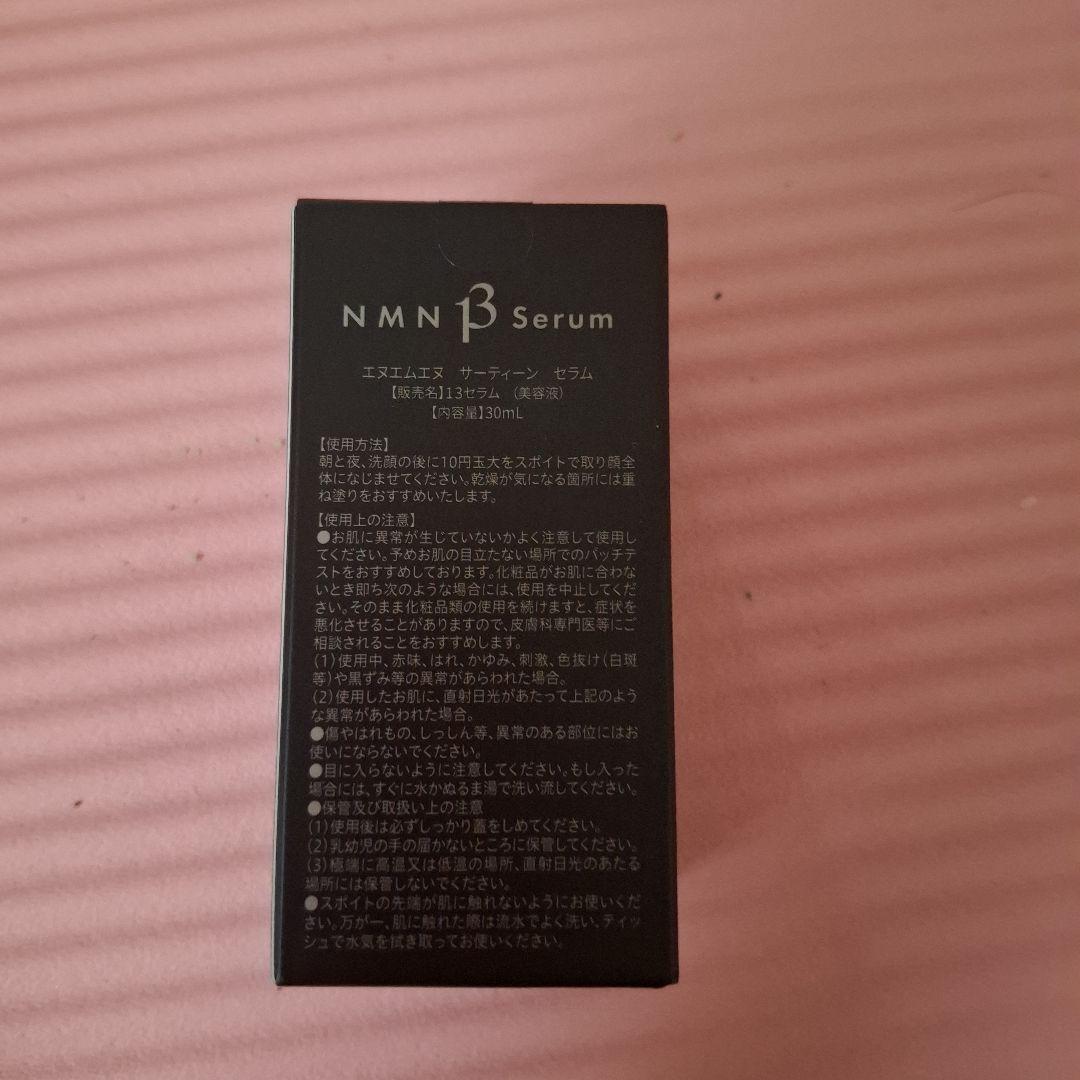 NMN 13 Serum
エヌエムエヌ サーティーン セラム
【販売名】13セラム （美容液）
【内容量】30mL
【使用方法】
朝と夜、洗顔の後に10円玉大をスポイトで取り顔全
体になじませてください。乾燥が気になる箇所には重
ね塗りをおすすめいたします。
【使用上の注意】
●お肌に異常が生じていないかよく注意して使用し
てください。予めお肌の目立たない場所でのパッチテ
ストをおすすめしております。化粧品がお肌に合わな
いとき即ち次のような場合には、使用を中止してくだ
さい。そのまま化粧品類の使用を続けますと、症状を
悪化させることがありますので、皮膚科専門医等にご
相談されることをおすすめします。
（1）使用中、赤味、はれ、かゆみ、刺激、色抜け（白斑
等）や黒ずみ等の異常があらわれた場合。
（2）使用したお肌に、直射日光があたって上記のよう
な異常があらわれた場合。
●傷やはれもの、しっしん等、異常のある部位にはお
使いにならないでください。
●目に入らないように注意してください。もし入った
場合には、すぐに水かぬるま湯で洗い流してください。
●保管及び取扱い上の注意
（1）使用後は必ずしっかり蓋をしめてください。
（2）乳幼児の手の届かないところに保管してください。
（3）極端に高温又は低温の場所、直射日光のあたる
場所には保管しないでください。
●スポイトの先端が肌に触れないようにお使いくだ
さい。万が一、肌に触れた際は流水でよく洗い、ティッ
シュで水気を拭き取ってお使いください。